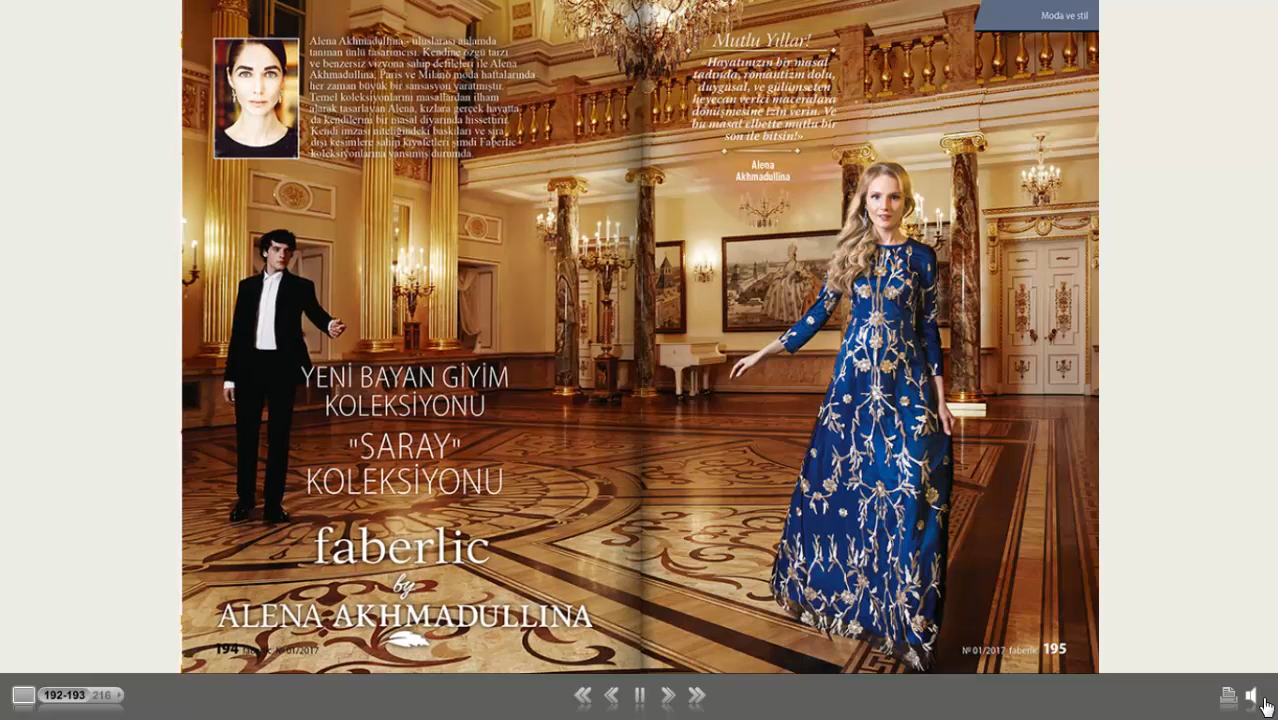 Moda ve stil
Alena Akhmadullina - uluslarası anlamda
tanınan ünlü tasarımcısı. Kendine özgü tarzı
ve benzersiz vizyona sahip defileleri ile Alena
Akhmadullina, Paris ve Milano moda haftalarında
her zaman büyük bir sansasyon yaratmıştır.
Temel koleksiyonlarını masallardan ilham
alarak tasarlayan Alena, kızlara gerçek hayatta
da kendilerini bir masal diyarında hissettirir.
Kendi imzası niteliğindeki baskıları ve sıra
dışı kesimlere sahip kıyafetleri şimdi Faberlic
koleksiyonlarına yansımış durumda.
Mutlu Yıllar!
«Hayatınızın bir masal
tadında, romantizm dolu,
duygusal, ve gülümseten
heyecan verici maceralara
dönüşmesine izin verin. Ve
bu masal elbette mutlu bir
son ile bitsin!»
Alena
Akhmadullina
YENİ BAYAN GİYİM
KOLEKSİYONU
"SARAY"
KOLEKSİYONU
faberlic
by
ALENA AKHMADULLINA
194 faberlic №01/2017
№ 01/2017 faberlic 195
192-193 216